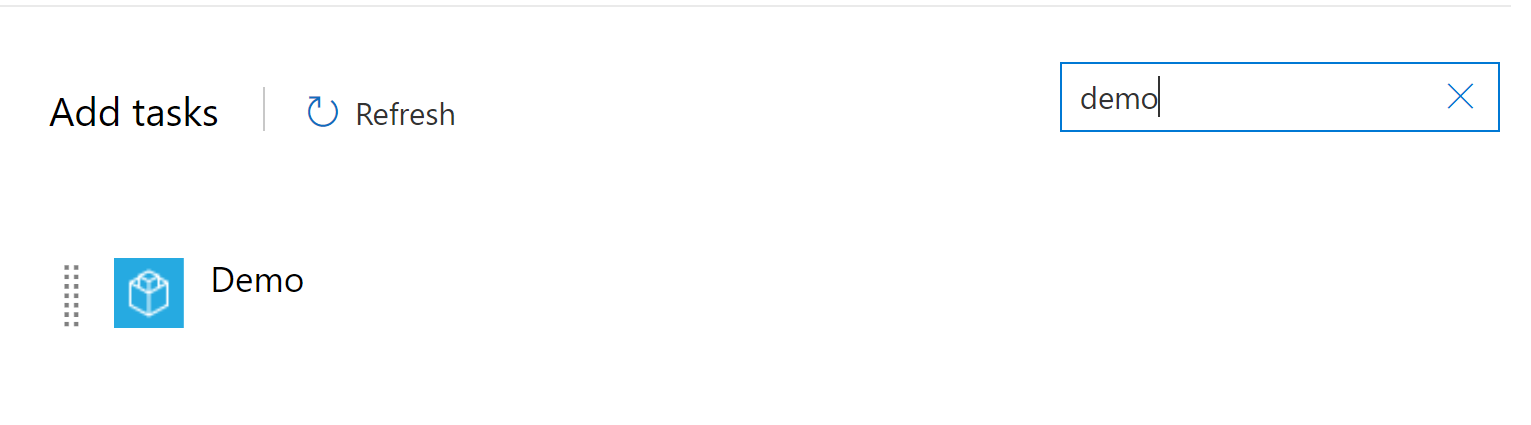 Add tasks
Refresh
demo
Demo